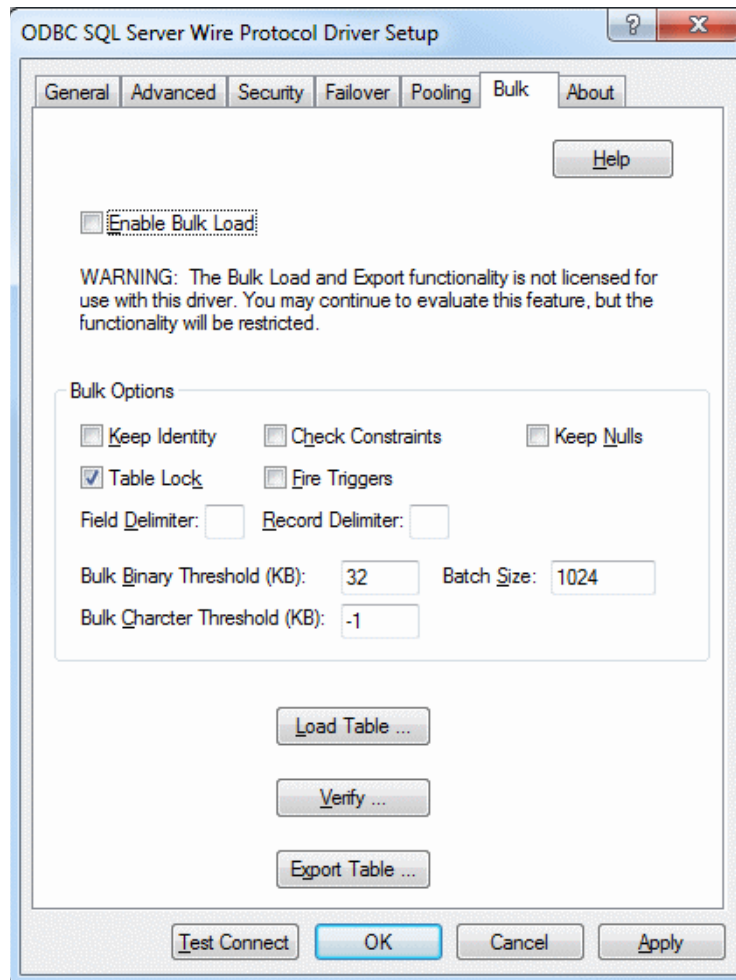 ODBC SQL Server Wire Protocol Driver Setup
General Advanced Security Failover Pooling Bulk About
Help
Enable Bulk Load
WARNING: The Bulk Load and Export functionality is not licensed for
use with this driver. You may continue to evaluate this feature, but the
functionality will be restricted.
Bulk Options
Keep Identity Check Constraints Keep Nulls
Table Lock Fire Triggers
Field Delimiter: Record Delimiter:
Bulk Binary Threshold (KB): 32 Batch Size: 1024
Bulk Charcter Threshold (KB): -1
Load Table ...
Verify ...
Export Table ...
Test Connect OK Cancel Apply